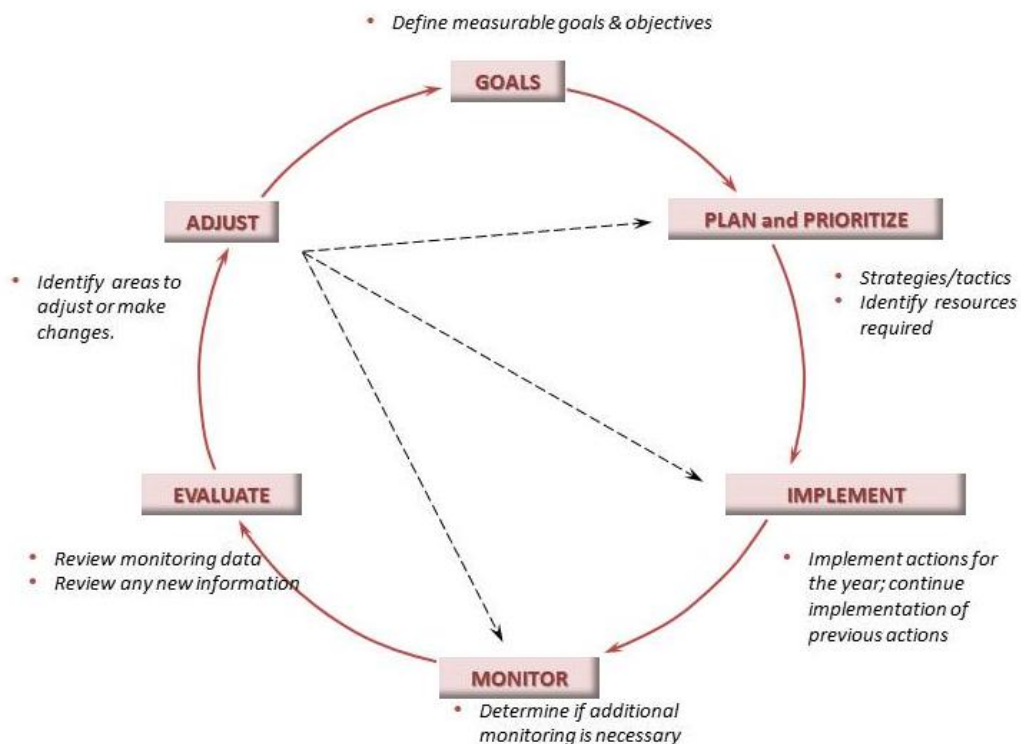 • Define measurable goals & objectives
GOALS
PLAN and PRIORITIZE
• Strategies/tactics
• Identify resources
required
IMPLEMENT
• Implement actions for
the year; continue
implementation of
previous actions
MONITOR
• Determine if additional
monitoring is necessary
EVALUATE
• Review monitoring data
• Review any new information
ADJUST
• Identify areas to
adjust or make
changes.